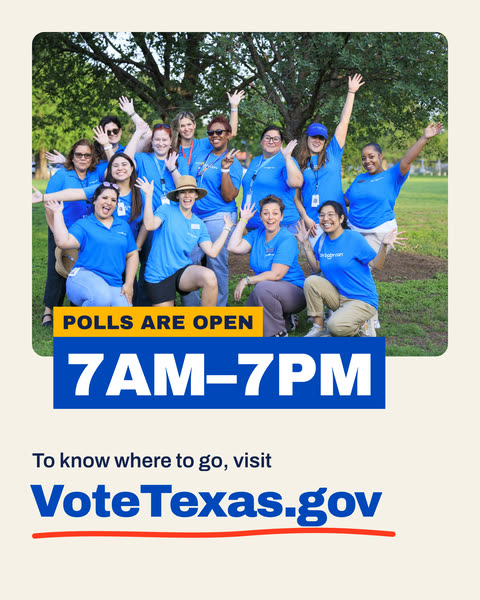 POLLS ARE OPEN
7AM–7PM
To know where to go, visit
VoteTexas.gov